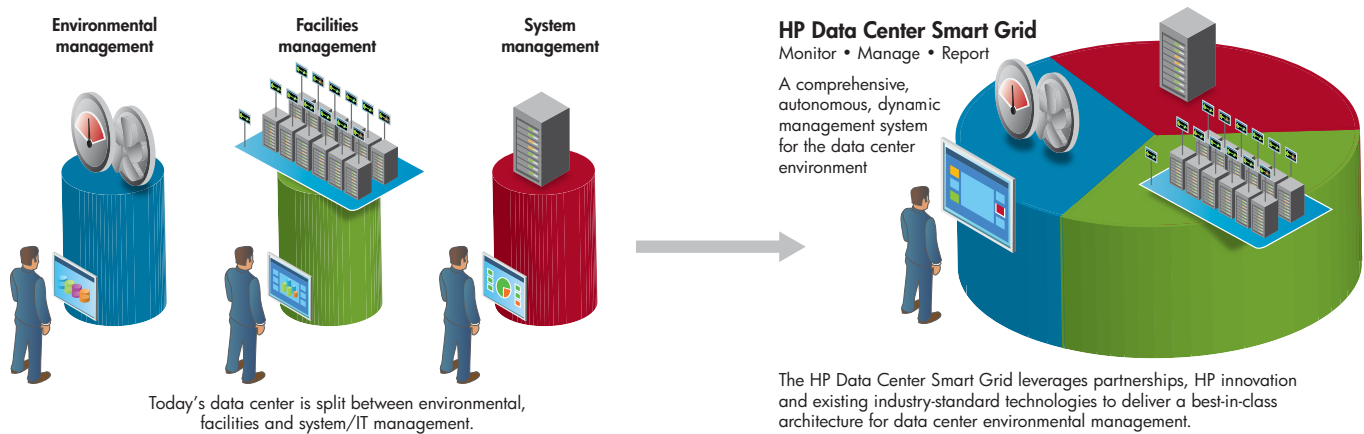 Environmental
management
Facilities
management
System
management
Today’s data center is split between environmental,
facilities and system/IT management.
HP Data Center Smart Grid
Monitor • Manage • Report
A comprehensive,
autonomous, dynamic
management system
for the data center
environment
The HP Data Center Smart Grid leverages partnerships, HP innovation
and existing industry-standard technologies to deliver a best-in-class
architecture for data center environmental management.